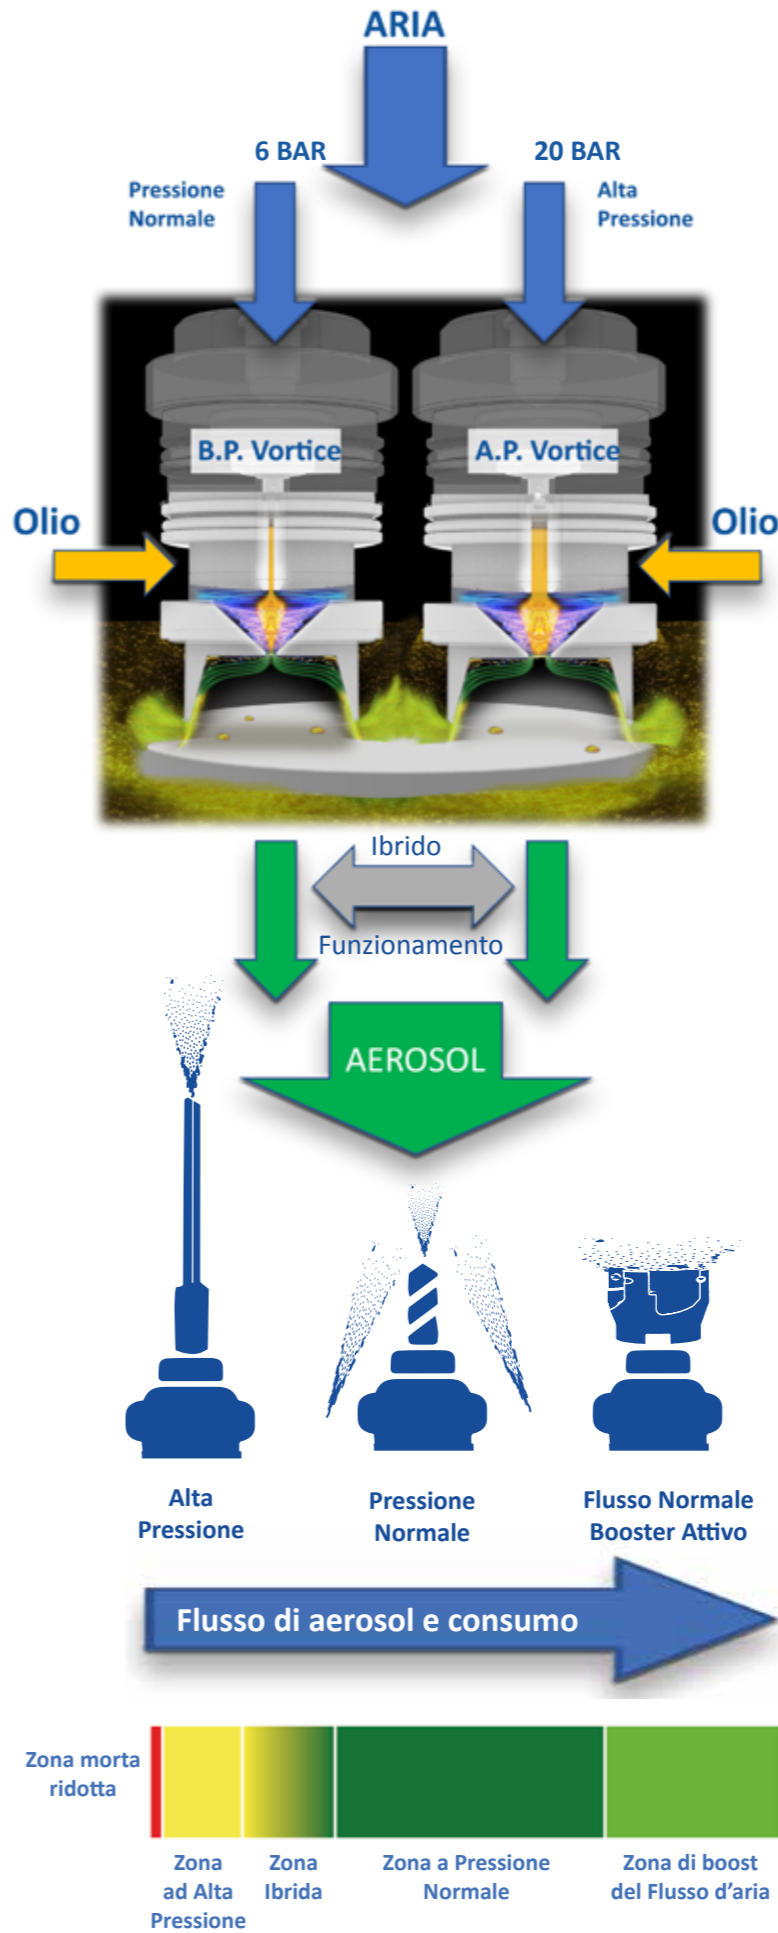 ARIA
6 BAR
20 BAR
Pressione
Normale
Alta
Pressione
B.P. Vortice
A.P. Vortice
Olio
Olio
Ibrido
Funzionamento
AEROSOL
Alta
Pressione
Pressione
Normale
Flusso Normale
Booster Attivo
Flusso di aerosol e consumo
Zona morta
ridotta
Zona
ad Alta
Pressione
Zona
Ibrida
Zona a Pressione
Normale
Zona di boost
del Flusso d’aria